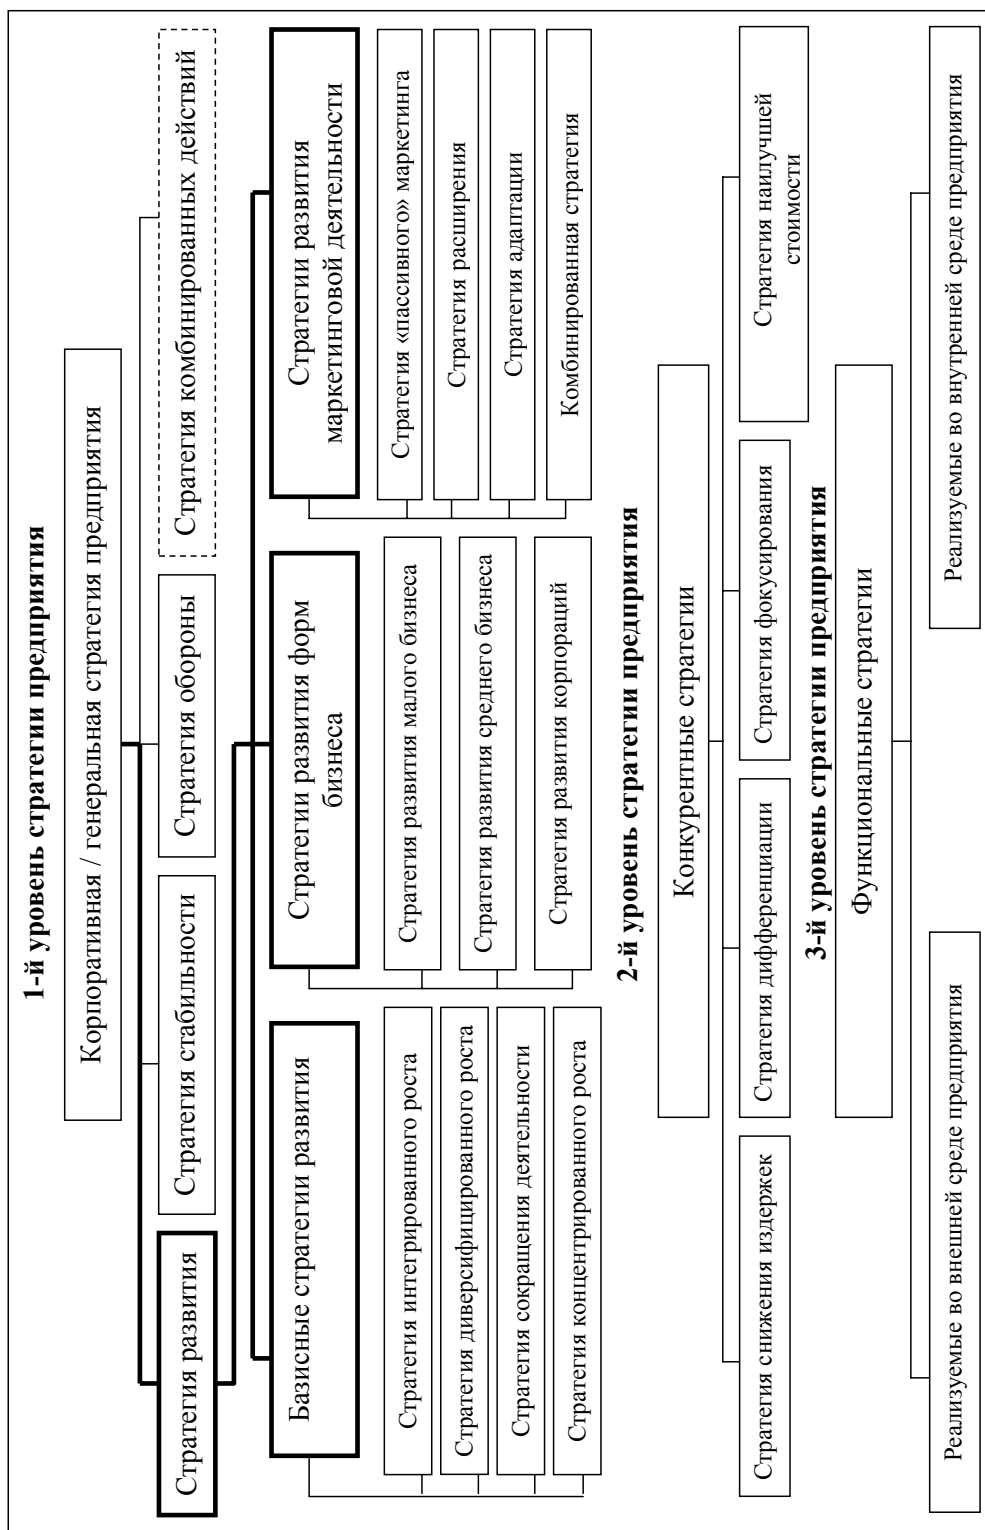 1-й уровень стратегии предприятия
Корпоративная / генеральная стратегия предприятия
Стратегия развития
Стратегия стабильности
Стратегия обороны
Стратегия комбинированных действий
Базисные стратегии развития
Стратегия интегрированного роста
Стратегия диверсифицированного роста
Стратегия сокращения деятельности
Стратегия концентрированного роста
Стратегии развития форм
бизнеса
Стратегия развития малого бизнеса
Стратегия развития среднего бизнеса
Стратегия развития корпораций
Стратегии развития
маркетинговой деятельности
Стратегия «пассивного» маркетинга
Стратегия расширения
Стратегия адаптации
Комбинированная стратегия
2-й уровень стратегии предприятия
Конкурентные стратегии
Стратегия снижения издержек
Стратегия дифференциации
Стратегия фокусирования
Стратегия наилучшей
стоимости
3-й уровень стратегии предприятия
Функциональные стратегии
Реализуемые во внешней среде предприятия
Реализуемые во внутренней среде предприятия